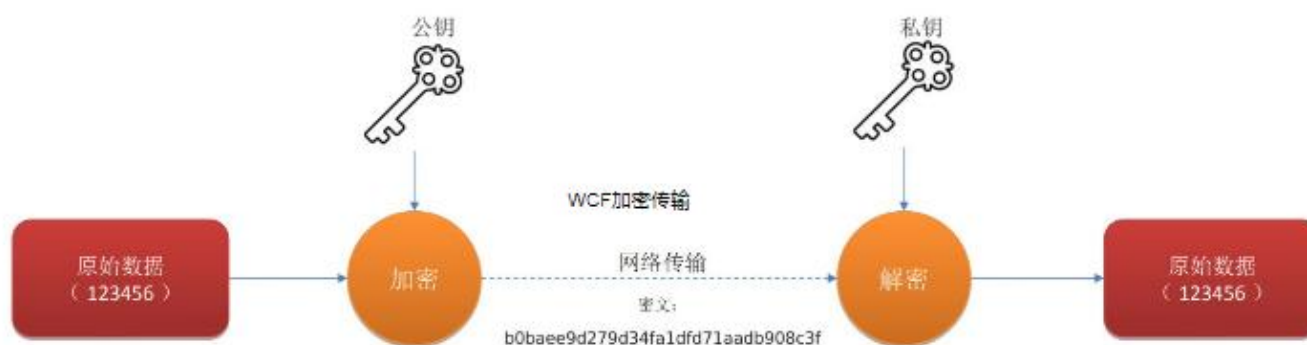 公钥
私钥
WCF加密传输
原始数据
（123456）
加密
网络传输
密文：
b0baee9d279d34fa1dfd71aadb908c3f
解密
原始数据
（123456）